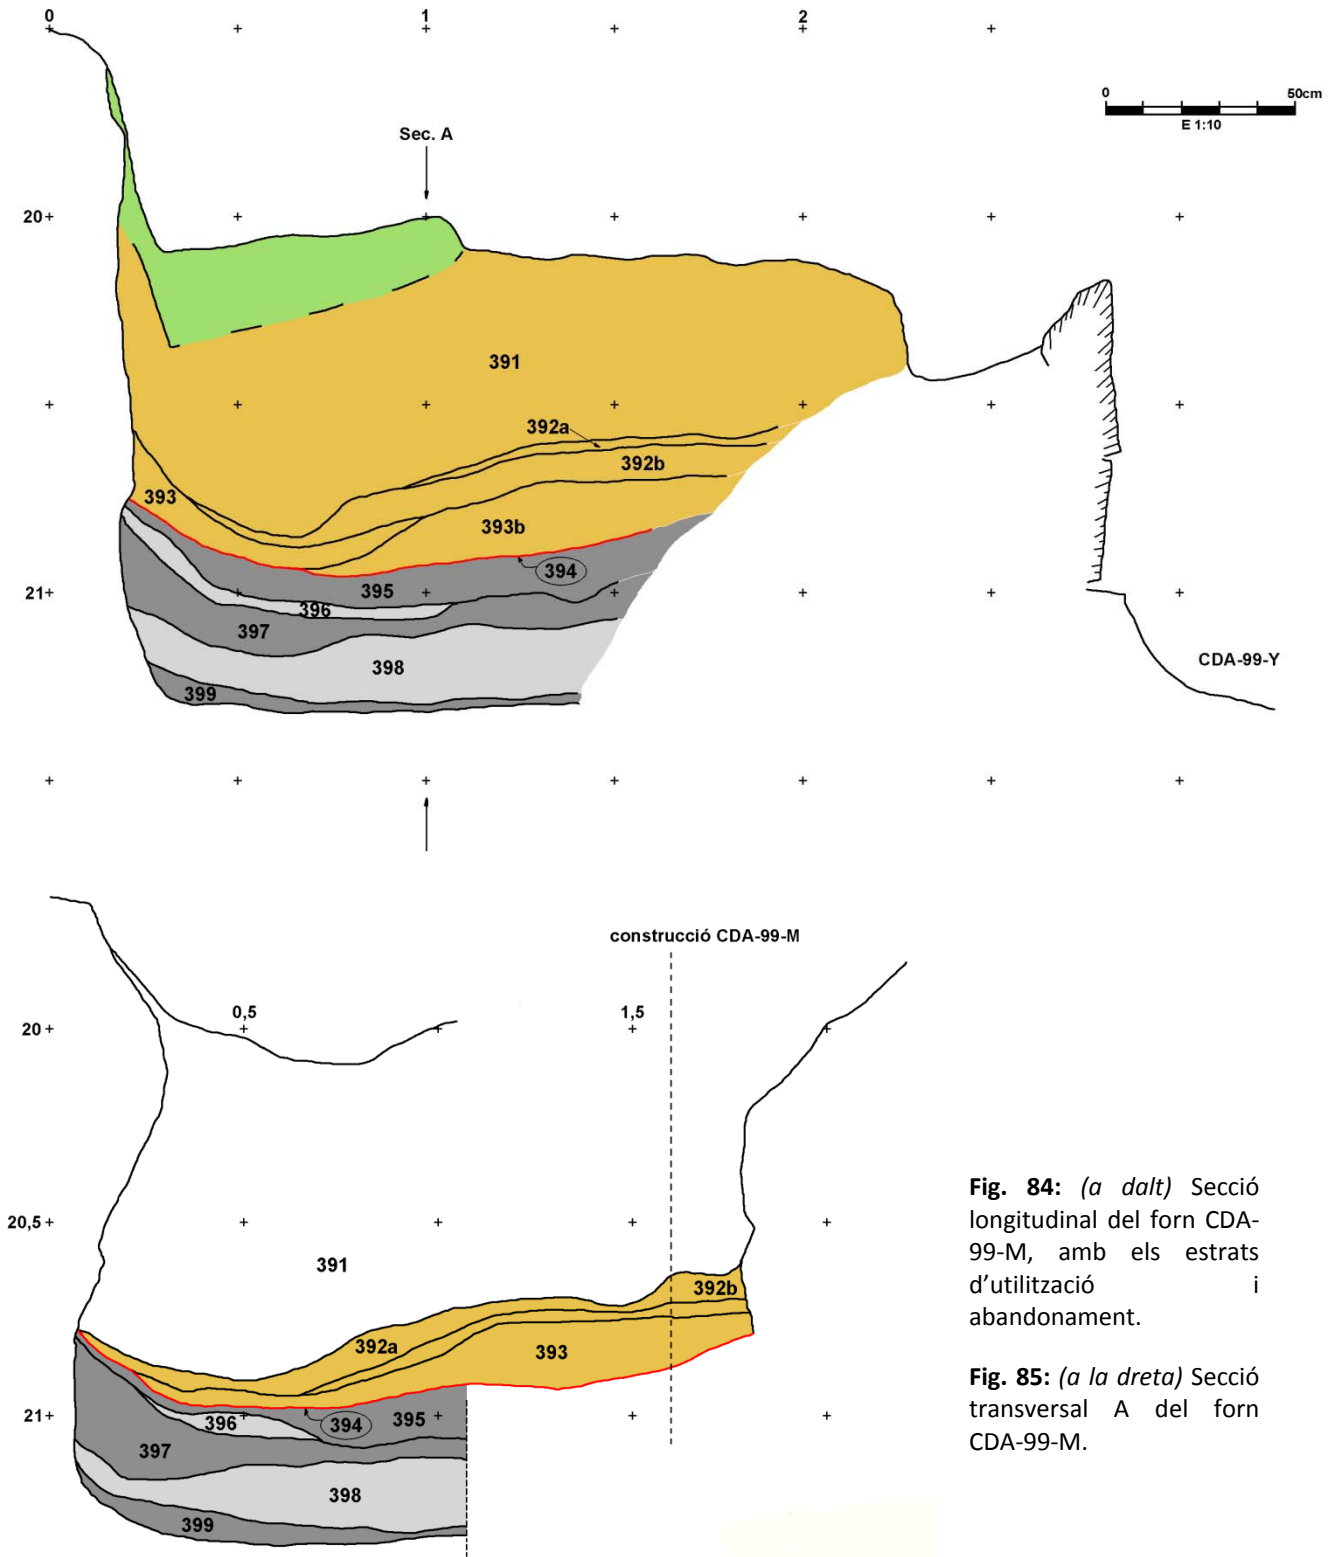 0
1
2
0
50cm
E 1:10
Sec. A
20
391
392a
392b
393
393b
394
395
21
396
397
398
399
CDA-99-Y
construcció CDA-99-M
0,5
1,5
20
20,5
391
392b
392a
393
21
396
394
395
397
398
399
Fig. 84: (a dalt) Secció
longitudinal del forn CDA-
99-M, amb els estrats
d’utilització i
abandonament.
Fig. 85: (a la dreta) Secció
transversal A del forn
CDA-99-M.